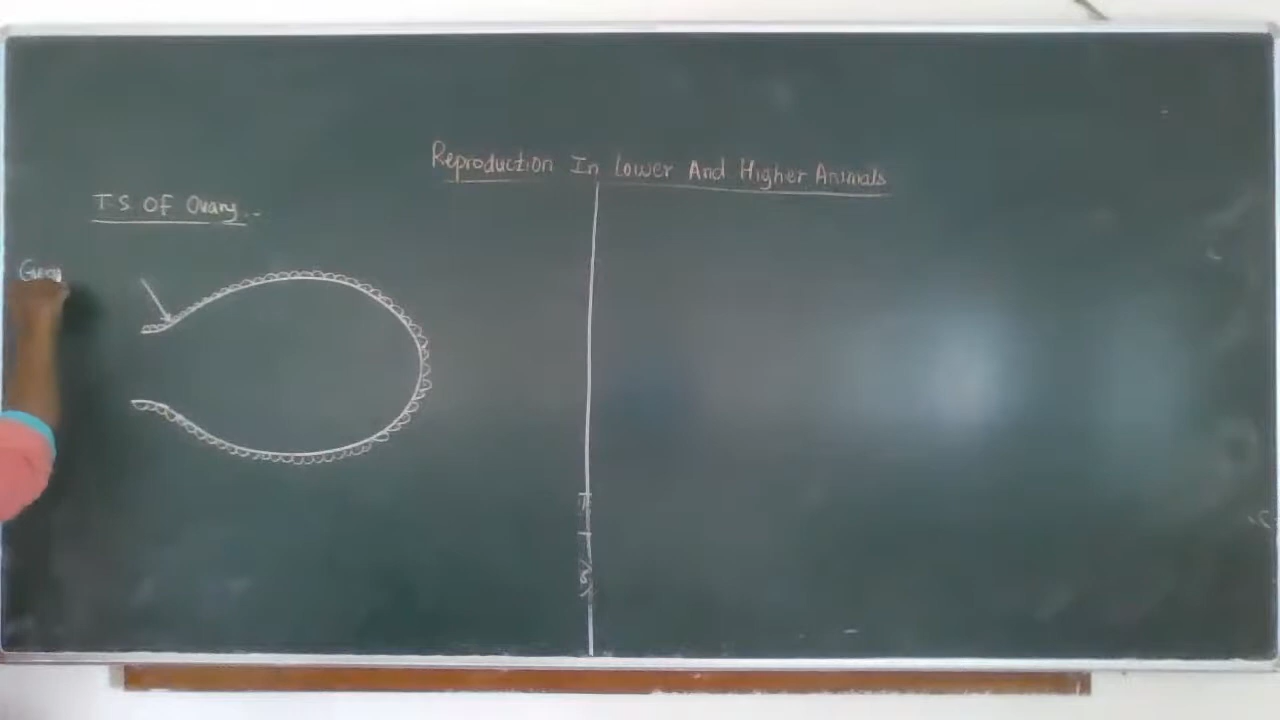 Reproduction In Lower And Higher Animals
T.S Of Ovary..